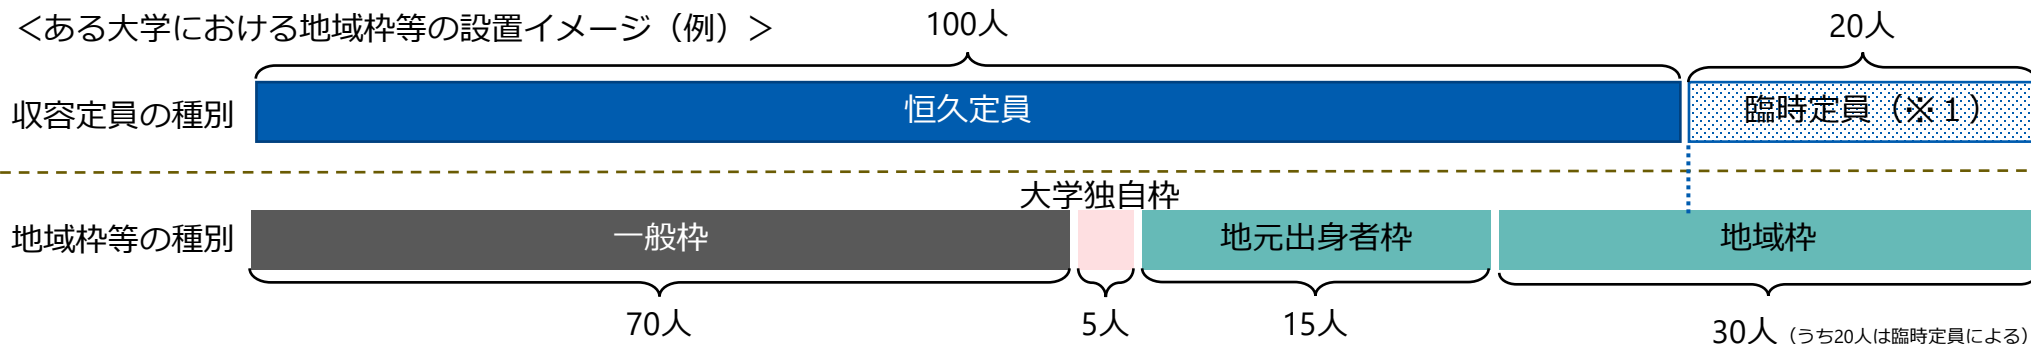 ＜ある大学における地域枠等の設置イメージ（例）＞
100人
20人
収容定員の種別
恒久定員
臨時定員（※１）
大学独自枠
地域枠等の種別
一般枠
地元出身者枠
地域枠
70人
5人
15人
30人（うち20人は臨時定員による）